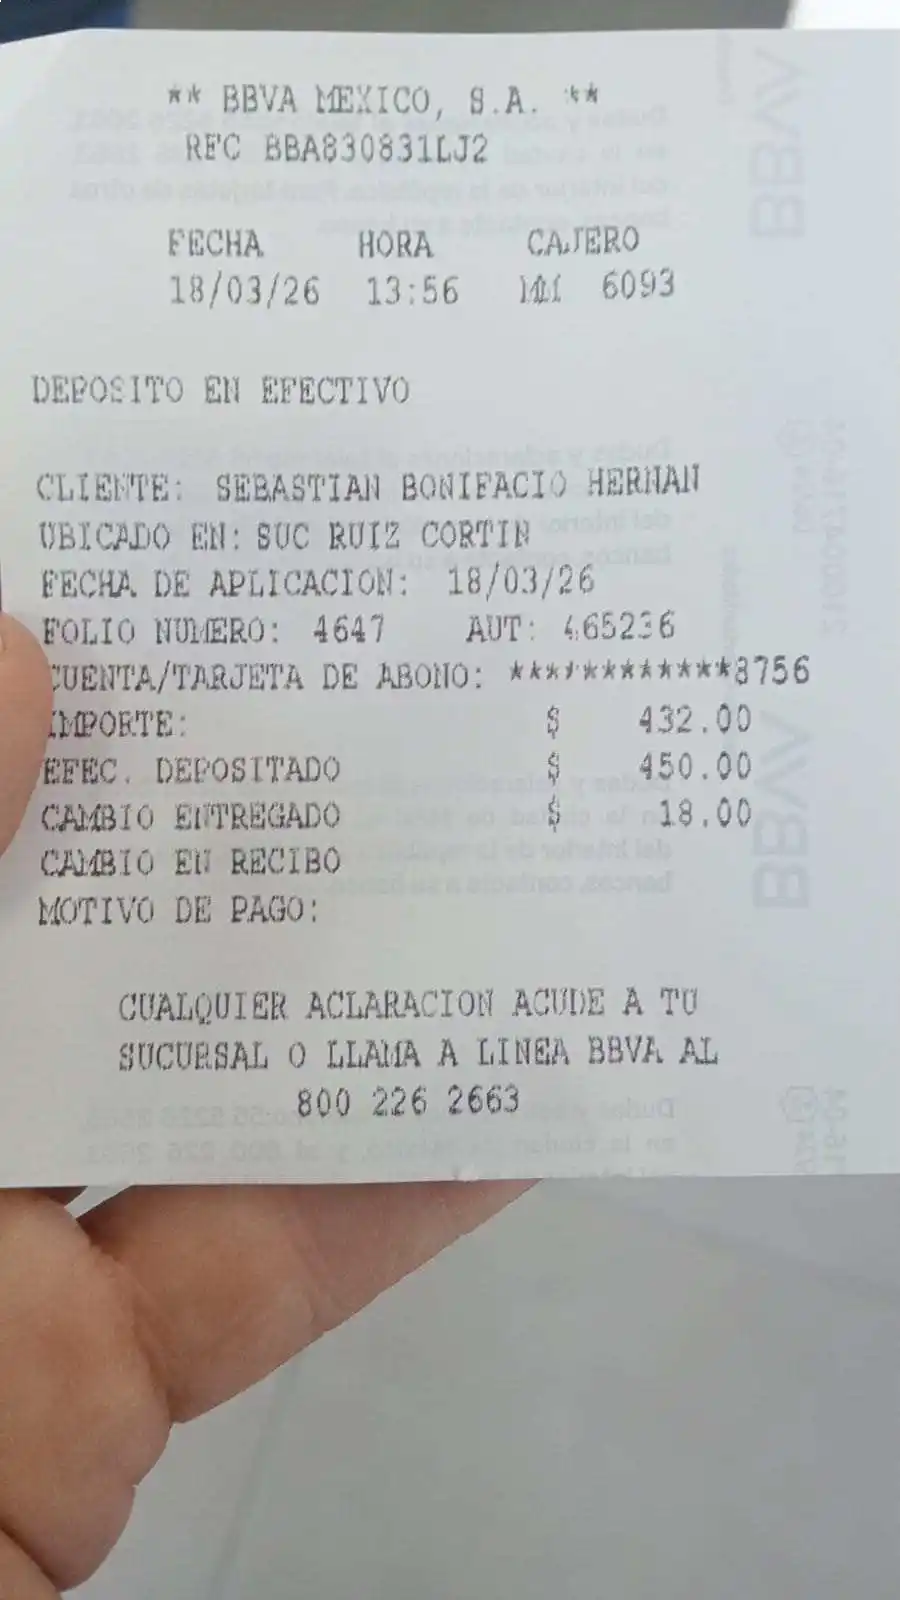 ** BBVA MEXICO, S.A. **
RFC BBA830831LJ2
FECHA HORA CAJERO
18/03/26 13:56 6093
DEPOSITO EN EFECTIVO
CLIENTE: SEBASTIAN BONIFACIO HERNAN
UBICADO EN: SUC RUIZ CORTIN
FECHA DE APLICACION: 18/03/26
FOLIO NUMERO: 4647 AUT: 465236
CUENTA/TARJETA DE ABONO: ************8756
IMPORTE: $ 432.00
EFEC. DEPOSITADO $ 450.00
CAMBIO ENTREGADO $ 18.00
CAMBIO EN RECIBO
MOTIVO DE PAGO:
CUALQUIER ACLARACION ACUDE A TU
SUCURSAL O LLAMA A LINEA BBVA AL
800 226 2663